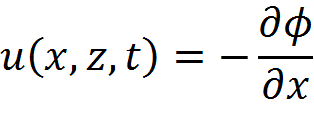 u(x, z, t) = −∂ϕ/∂x